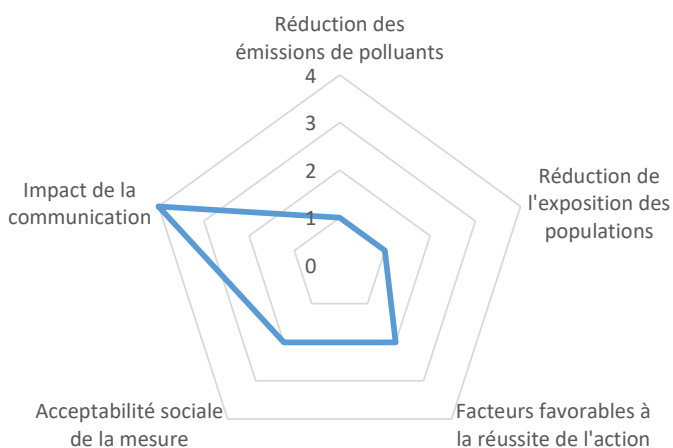 Réduction des
émissions de polluants
4
3
2
1
0
Réduction de
l'exposition des
populations
Facteurs favorables à
la réussite de l'action
Acceptabilité sociale
de la mesure
Impact de la
communication